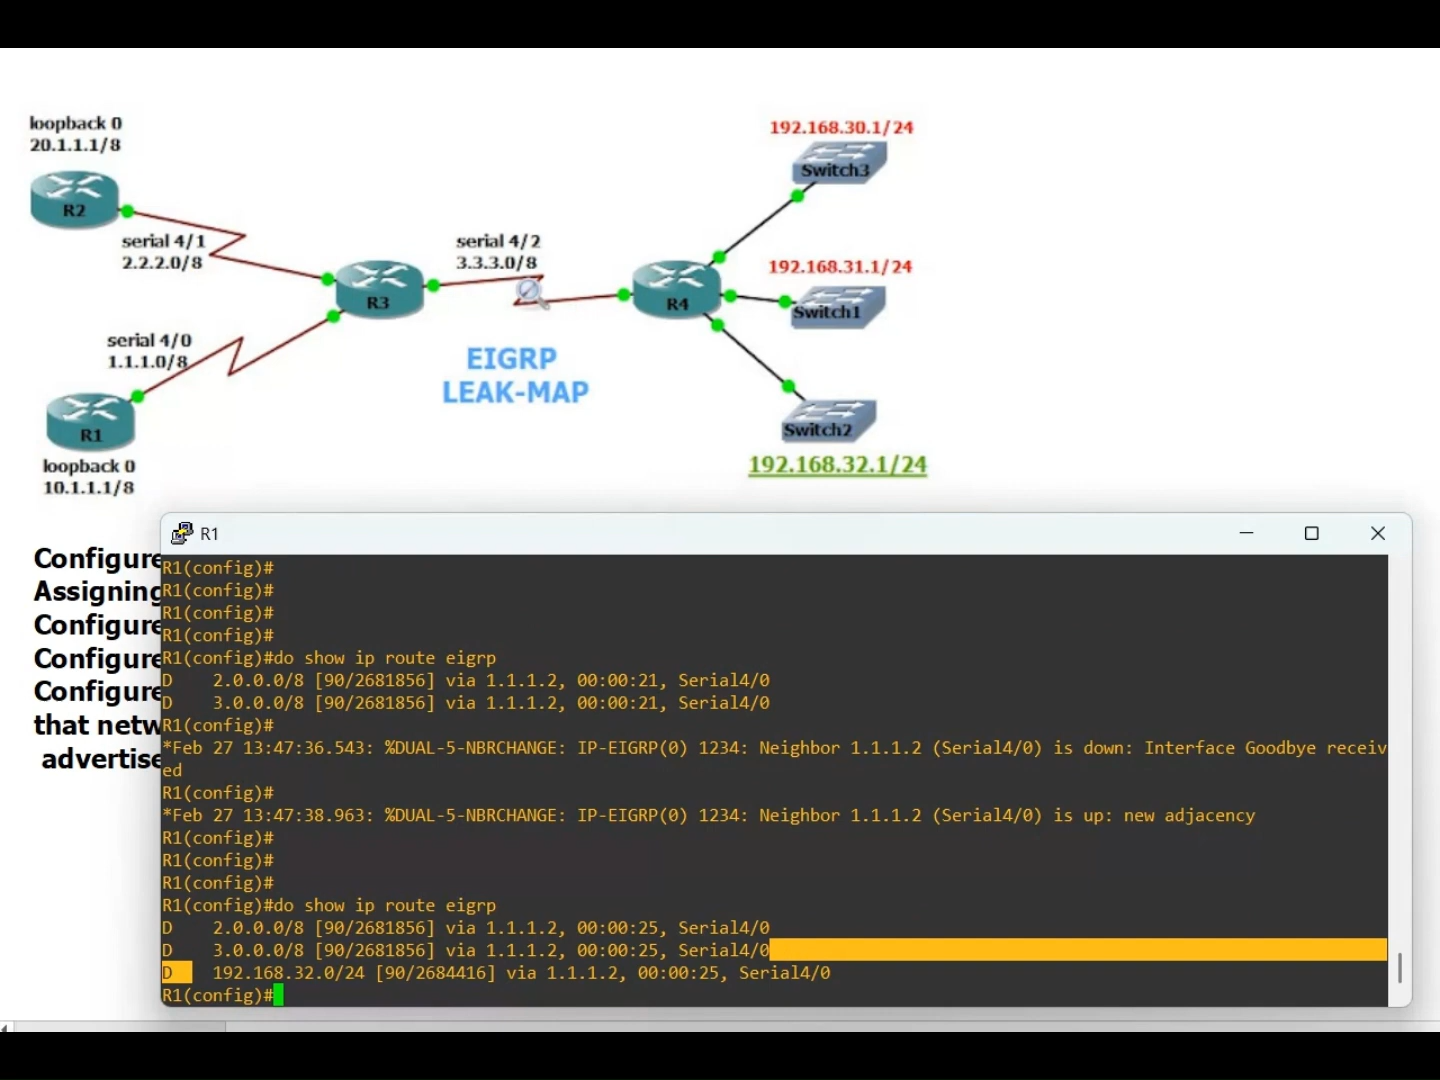 loopback 0
20.1.1.1/8
R2
serial 4/1
2.2.2.0/8
serial 4/2
3.3.3.0/8
R3
R4
192.168.30.1/24
Switch3
192.168.31.1/24
Switch1
Switch2
192.168.32.1/24
serial 4/0
1.1.1.0/8
EIGRP
LEAK-MAP
R1
loopback 0
10.1.1.1/8
Configure
Assigning
Configure
Configure
Configure
that netw
advertise
R1
R1(config)#
R1(config)#
R1(config)#
R1(config)#
R1(config)#do show ip route eigrp
D    2.0.0.0/8 [90/2681856] via 1.1.1.2, 00:00:21, Serial4/0
D    3.0.0.0/8 [90/2681856] via 1.1.1.2, 00:00:21, Serial4/0
R1(config)#
*Feb 27 13:47:36.543: %DUAL-5-NBRCHANGE: IP-EIGRP(0) 1234: Neighbor 1.1.1.2 (Serial4/0) is down: Interface Goodbye receiv
ed
R1(config)#
*Feb 27 13:47:38.963: %DUAL-5-NBRCHANGE: IP-EIGRP(0) 1234: Neighbor 1.1.1.2 (Serial4/0) is up: new adjacency
R1(config)#
R1(config)#
R1(config)#
R1(config)#do show ip route eigrp
D    2.0.0.0/8 [90/2681856] via 1.1.1.2, 00:00:25, Serial4/0
D    3.0.0.0/8 [90/2681856] via 1.1.1.2, 00:00:25, Serial4/0
D    192.168.32.0/24 [90/2684416] via 1.1.1.2, 00:00:25, Serial4/0
R1(config)#